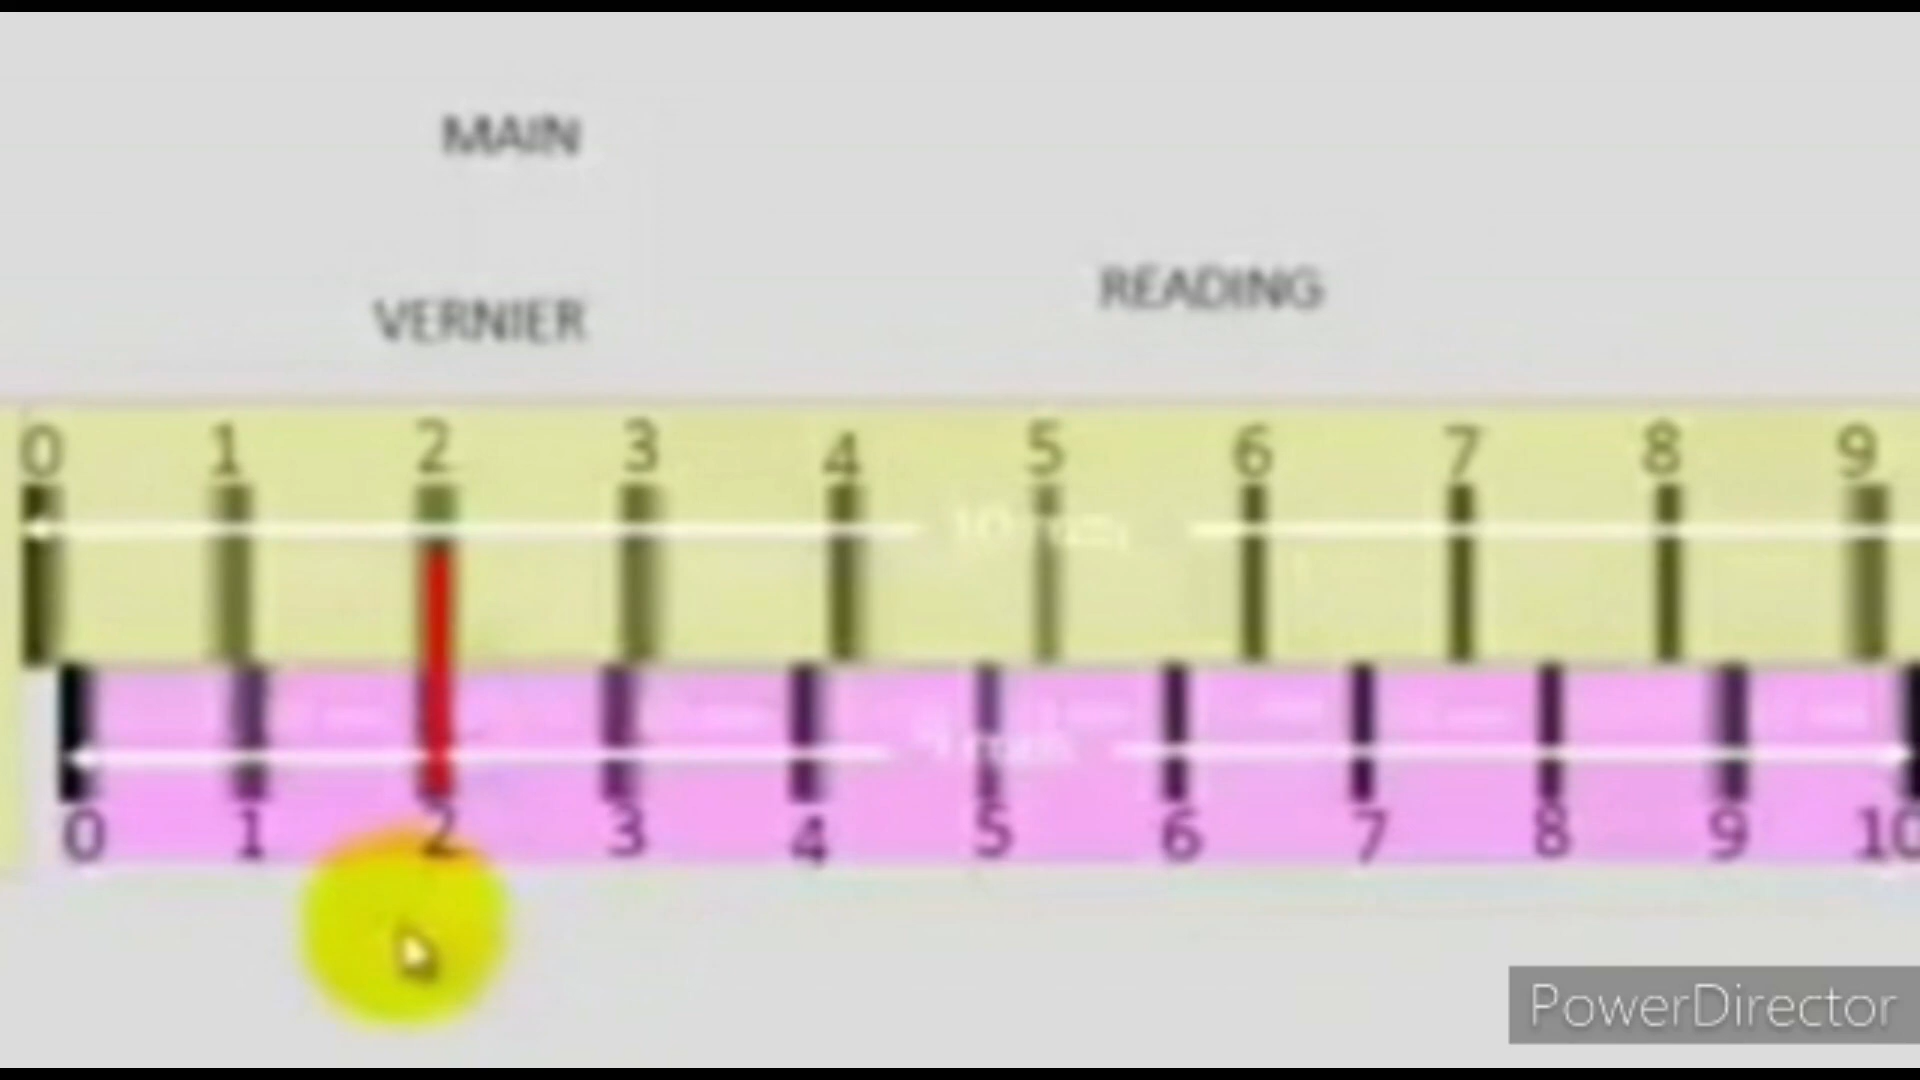 MAIN
VERNIER
READING
0 1 2 3 4 5 6 7 8 9
0 1 2 3 4 5 6 7 8 9 10
PowerDirector